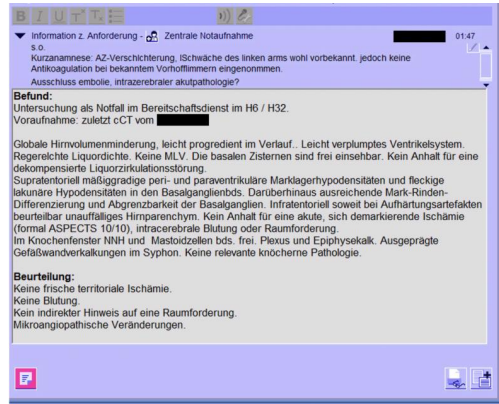 Information z. Anforderung - Zentrale Notaufnahme 01:47
s.o.
Kurzanamnese: AZ-Verschichterung, lSchwäche des linken arms wohl vorbekannt. jedoch keine
Antikoagulation bei bekanntem Vorhofflimmern eingenonmmen.
Ausschluss embolie, intrazerebraler akutpathologie?
Befund:
Untersuchung als Notfall im Bereitschaftsdienst im H6 / H32.
Voraufnahme: zuletzt cCT vom
Globale Hirnvolumenminderung, leicht progredient im Verlauf.. Leicht verplumptes Ventrikelsystem.
Regerelchte Liquordichte. Keine MLV. Die basalen Zisternen sind frei einsehbar. Kein Anhalt für eine
dekompensierte Liquorzirkulationsstörung.
Supratentoriell mäßiggradige peri- und paraventrikuläre Marklagerhypodensitäten und fleckige
lakunäre Hypodensitäten in den Basalganglienbds. Darüberhinaus ausreichende Mark-Rinden-
Differenzierung und Abgrenzbarkeit der Basalganglien. Infratentoriell soweit bei Aufhärtungsartefakten
beurteilbar unauffälliges Hirnparenchym. Kein Anhalt für eine akute, sich demarkierende Ischämie
(formal ASPECTS 10/10), intracerebrale Blutung oder Raumforderung.
Im Knochenfenster NNH und Mastoidzellen bds. frei. Plexus und Epiphysekalk. Ausgeprägte
Gefäßwandverkalkungen im Syphon. Keine relevante knöcherne Pathologie.
Beurteilung:
Keine frische territoriale Ischämie.
Keine Blutung.
Kein indirekter Hinweis auf eine Raumforderung.
Mikroangiopathische Veränderungen.